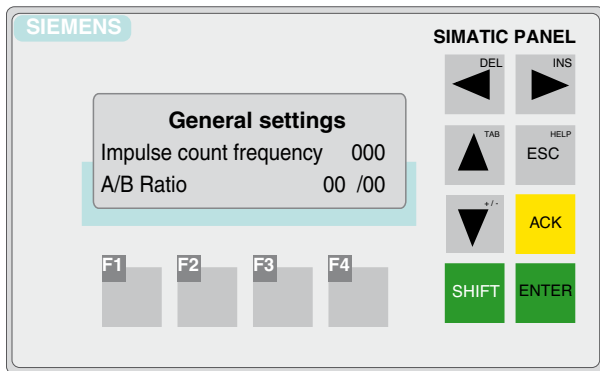 SIEMENS
SIMATIC PANEL
DEL
INS
General settings
Impulse count frequency 000
A/B Ratio 00 /00
TAB
HELP
ESC
+/-
ACK
F1 F2 F3 F4
SHIFT ENTER